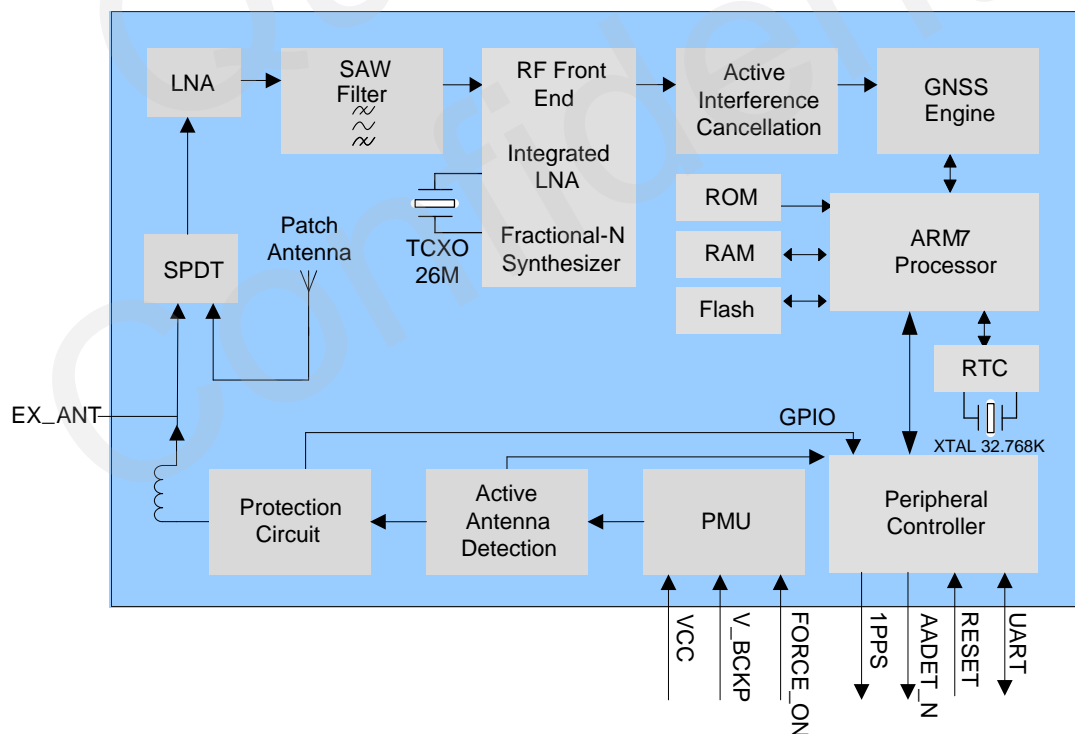 LNA
SAW
Filter
RF Front
End
Integrated
LNA
Fractional-N
Synthesizer
Active
Interference
Cancellation
GNSS
Engine
TCXO
26M
ROM
RAM
Flash
ARM7
Processor
SPDT
Patch
Antenna
RTC
XTAL 32.768K
EX_ANT
GPIO
Protection
Circuit
Active
Antenna
Detection
PMU
Peripheral
Controller
VCC
V_BCKP
FORCE_ON
1PPS
AADET_N
RESET
UART